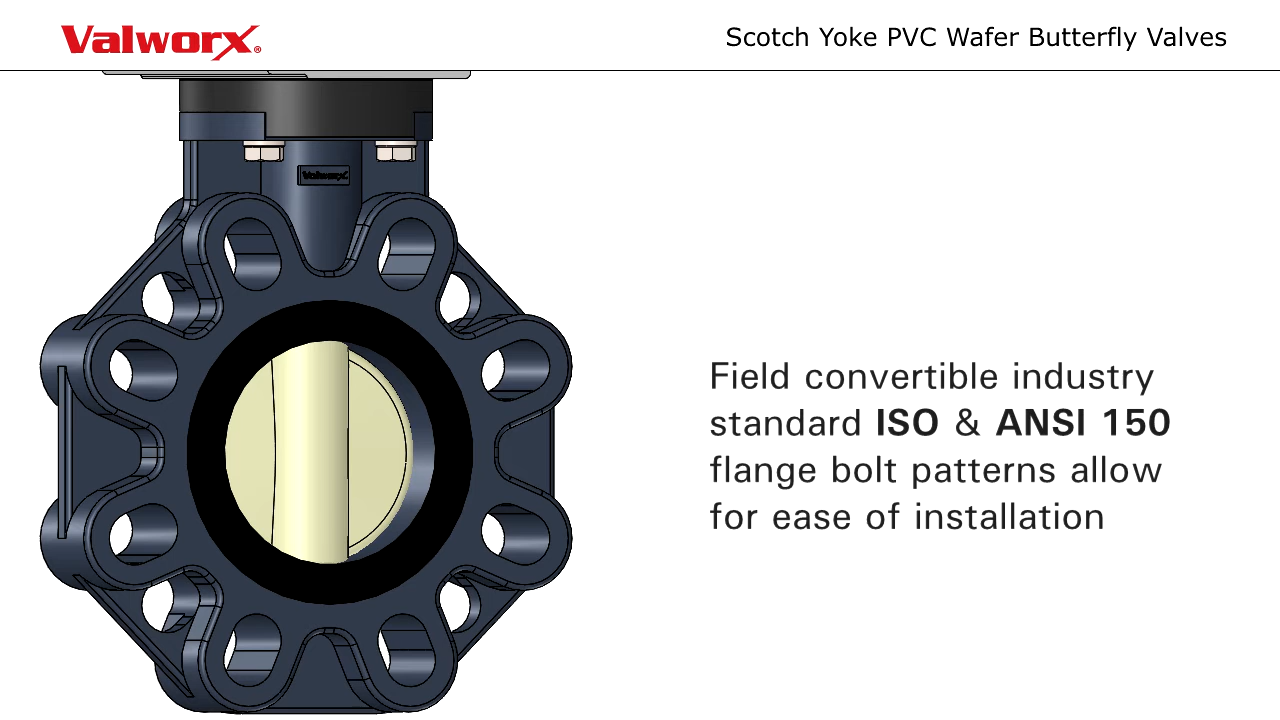 Valworx®
Scotch Yoke PVC Wafer Butterfly Valves
Valworx
Field convertible industry
standard ISO & ANSI 150
flange bolt patterns allow
for ease of installation